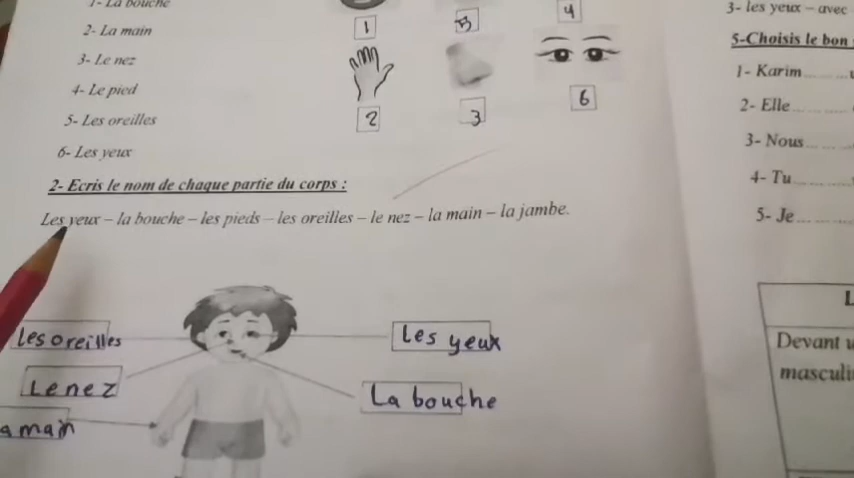 1- La bouche
2- La main
3- Le nez
4- Le pied
5- Les oreilles
6- Les yeux
1
4
2
3
6
2- Ecris le nom de chaque partie du corps :
Les yeux – la bouche – les pieds – les oreilles – le nez – la main – la jambe.
Les oreilles
Les yeux
Le nez
La bouche
a main
3- les yeux – avec
5-Choisis le bon
1- Karim
2- Elle
3- Nous
4- Tu
5- Je
L
Devant
masculi